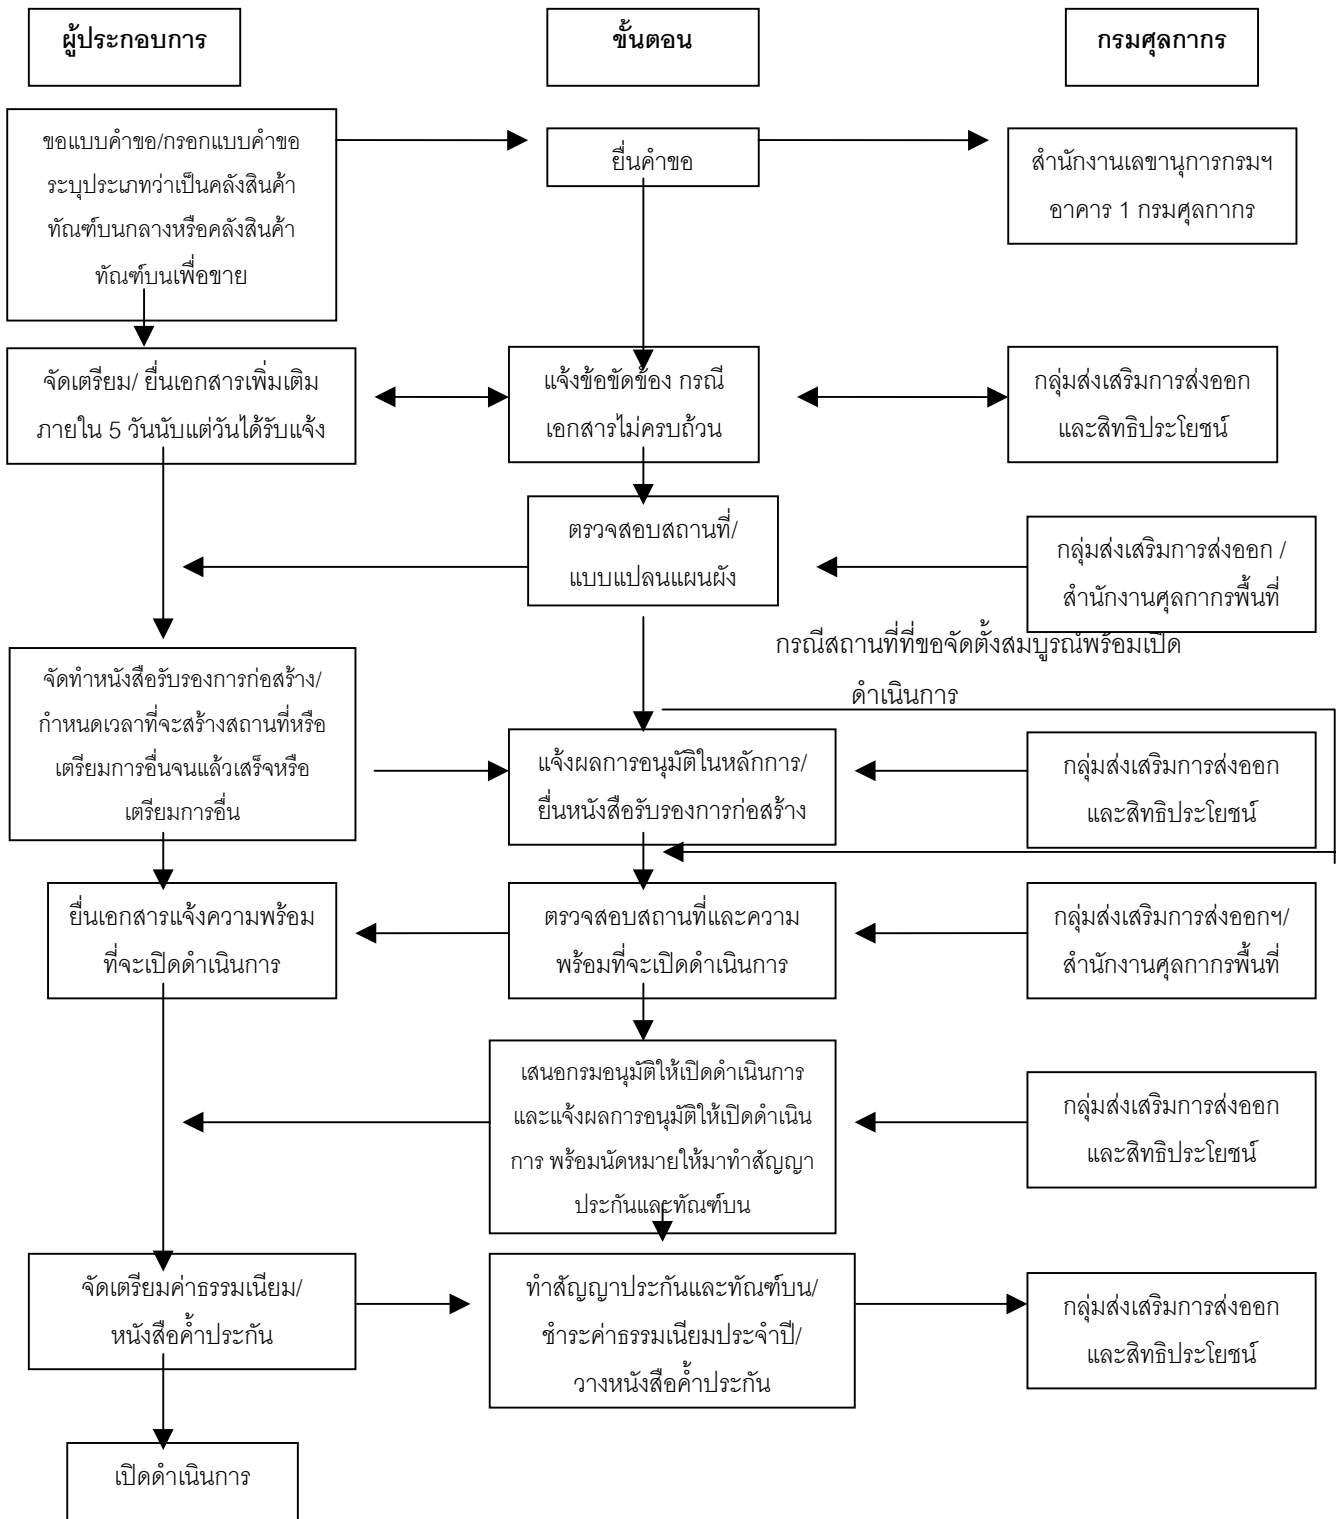 ผู้ประกอบการ
ขั้นตอน
กรมศุลกากร
ขอแบบคำขอ/กรอกแบบคำขอ
ระบุประเภทว่าเป็นคลังสินค้า
ทัณฑ์บนกลางหรือคลังสินค้า
ทัณฑ์บนเพื่อขาย
ยื่นคำขอ
สำนักงานเลขานุการกรมฯ
อาคาร 1 กรมศุลกากร
จัดเตรียม/ ยื่นเอกสารเพิ่มเติม
ภายใน 5 วันนับแต่วันได้รับแจ้ง
แจ้งข้อขัดข้อง กรณี
เอกสารไม่ครบถ้วน
กลุ่มส่งเสริมการส่งออก
และสิทธิประโยชน์
ตรวจสอบสถานที่/
แบบแปลนแผนผัง
กลุ่มส่งเสริมการส่งออก /
สำนักงานศุลกากรพื้นที่
กรณีสถานที่ที่ขอจัดตั้งสมบูรณ์พร้อมเปิด
ดำเนินการ
จัดทำหนังสือรับรองการก่อสร้าง/
กำหนดเวลาที่จะสร้างสถานที่หรือ
เตรียมการอื่นจนแล้วเสร็จหรือ
เตรียมการอื่น
แจ้งผลการอนุมัติในหลักการ/
ยื่นหนังสือรับรองการก่อสร้าง
กลุ่มส่งเสริมการส่งออก
และสิทธิประโยชน์
ยื่นเอกสารแจ้งความพร้อม
ที่จะเปิดดำเนินการ
ตรวจสอบสถานที่และความ
พร้อมที่จะเปิดดำเนินการ
กลุ่มส่งเสริมการส่งออกฯ/
สำนักงานศุลกากรพื้นที่
เสนอกรมอนุมัติให้เปิดดำเนินการ
และแจ้งผลการอนุมัติให้เปิดดำเนิน
การ พร้อมนัดหมายให้มาทำสัญญา
ประกันและทัณฑ์บน
กลุ่มส่งเสริมการส่งออก
และสิทธิประโยชน์
จัดเตรียมค่าธรรมเนียม/
หนังสือค้ำประกัน
ทำสัญญาประกันและทัณฑ์บน/
ชำระค่าธรรมเนียมประจำปี/
วางหนังสือค้ำประกัน
กลุ่มส่งเสริมการส่งออก
และสิทธิประโยชน์
เปิดดำเนินการ